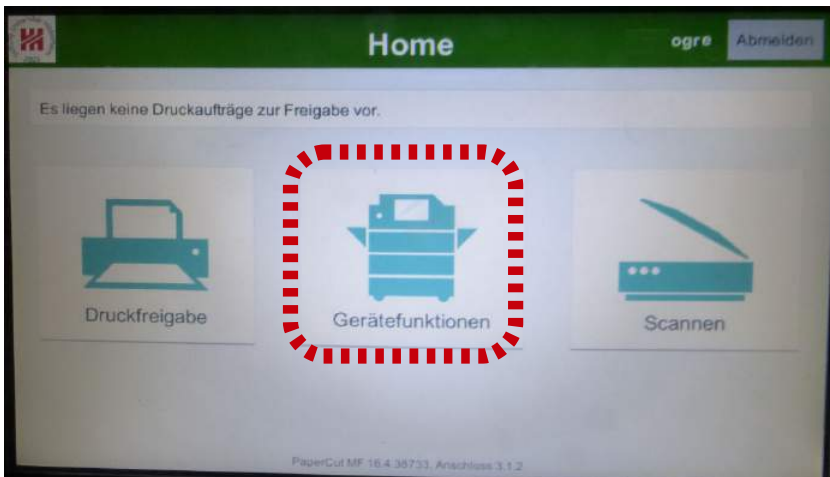 Home
ogre
Abmelden
Es liegen keine Druckaufträge zur Freigabe vor.
Druckfreigabe
Gerätefunktionen
Scannen
PaperCut MF 16.4.38733, Anschluss 3.1.2